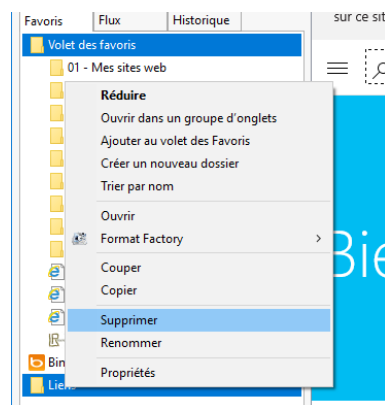 Favoris Flux Historique
sur ce sit
Volet des favoris
01 - Mes sites web
Réduire
Ouvrir dans un groupe d'onglets
Ajouter au volet des Favoris
Créer un nouveau dossier
Trier par nom
Ouvrir
Format Factory
Couper
Copier
Supprimer
Renommer
Propriétés
Bie
R-
Bin
Lien